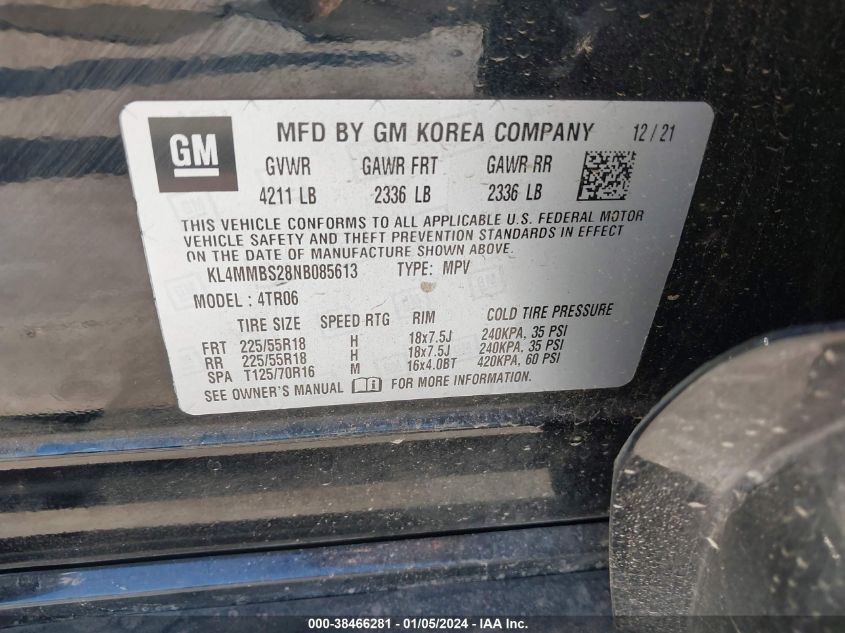 GM
MFD BY GM KOREA COMPANY 12/21
GVWR GAWR FRT GAWR RR
4211 LB 2336 LB 2336 LB
THIS VEHICLE CONFORMS TO ALL APPLICABLE U.S. FEDERAL MOTOR
VEHICLE SAFETY AND THEFT PREVENTION STANDARDS IN EFFECT
ON THE DATE OF MANUFACTURE SHOWN ABOVE.
KL4MMBS28NB085613 TYPE: MPV
MODEL : 4TR06
TIRE SIZE SPEED RTG RIM COLD TIRE PRESSURE
FRT 225/55R18 H 18x7.5J 240KPA, 35 PSI
RR 225/55R18 H 18x7.5J 240KPA, 35 PSI
SPA T125/70R16 M 16x4.0BT 420KPA, 60 PSI
SEE OWNER'S MANUAL FOR MORE INFORMATION.
000-38466281 - 01/05/2024 - IAA Inc.